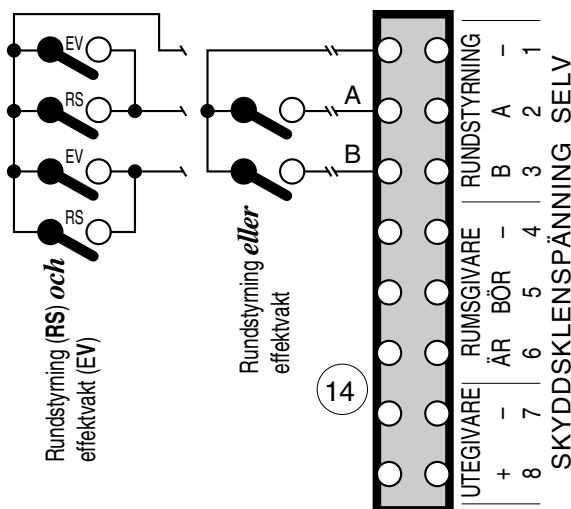 EV
RS
EV
RS
A
B
Rundstyrning (RS) och
effektvakt (EV)
Rundstyrning eller
effektvakt
14
RUNDSTYRNING
– 1
A 2
B 3
RUMSGIVARE
– 4
BÖR 5
ÄR 6
UTEGIVARE
– 7
+ 8
SKYDDSKLENSPÄNNING SELV